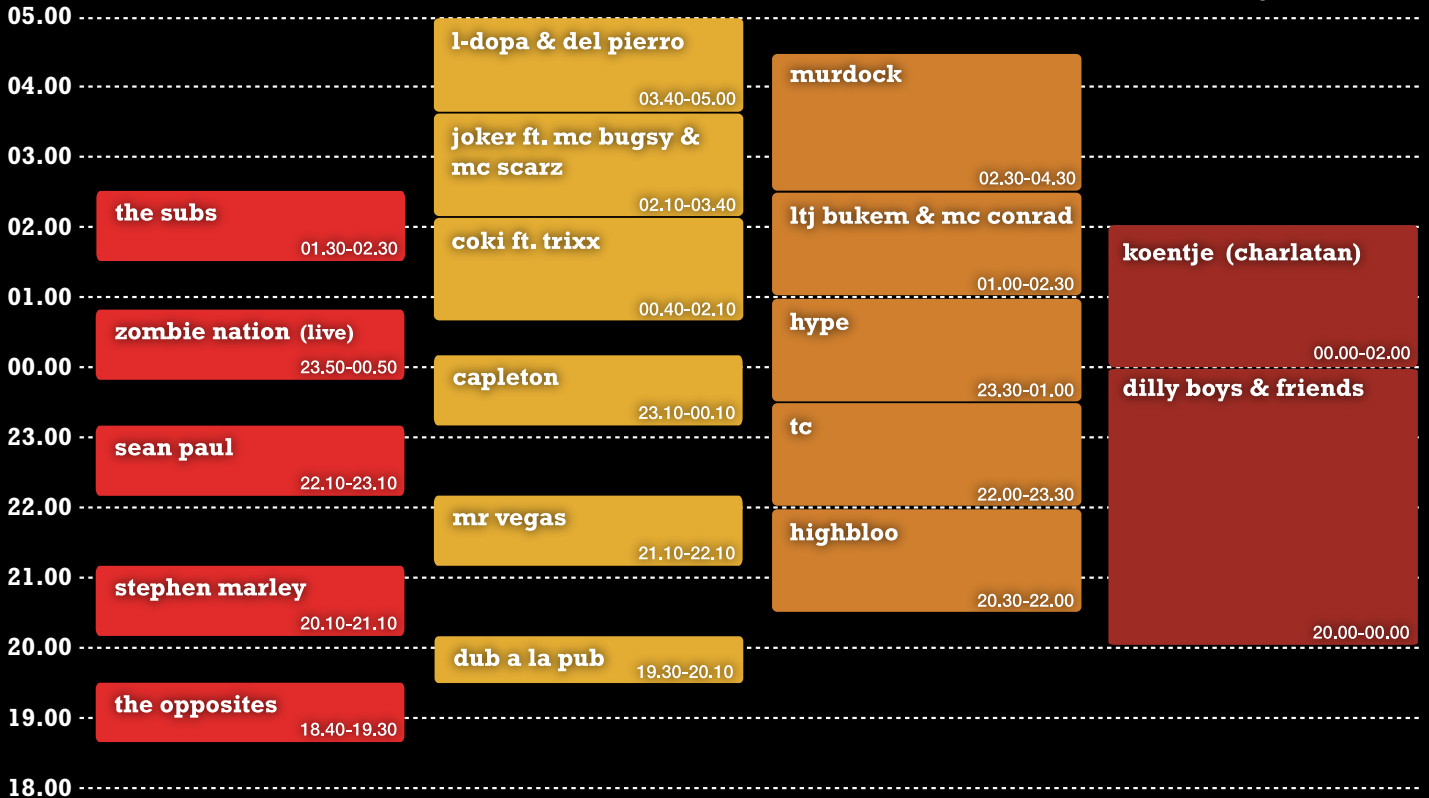 05.00
04.00
03.00
02.00
01.00
00.00
23.00
22.00
21.00
20.00
19.00
18.00
the subs
01.30-02.30
zombie nation (live)
23.50-00.50
sean paul
22.10-23.10
stephen marley
20.10-21.10
the opposites
18.40-19.30
l-dopa & del pierro
03.40-05.00
joker ft. mc bugsy &
mc scarz
02.10-03.40
coki ft. trixx
00.40-02.10
capleton
23.10-00.10
mr vegas
21.10-22.10
dub a la pub
19.30-20.10
murdock
02.30-04.30
ltj bukem & mc conrad
01.00-02.30
hype
23.30-01.00
tc
22.00-23.30
highbloo
20.30-22.00
koentje (charlatan)
00.00-02.00
dilly boys & friends
20.00-00.00